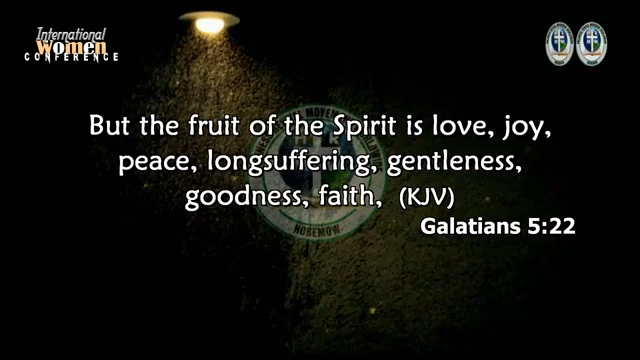 International
Women
CONFERENCE
But the fruit of the Spirit is love, joy,
peace, longsuffering, gentleness,
goodness, faith, (KJV)
Galatians 5:22
HOREMOW